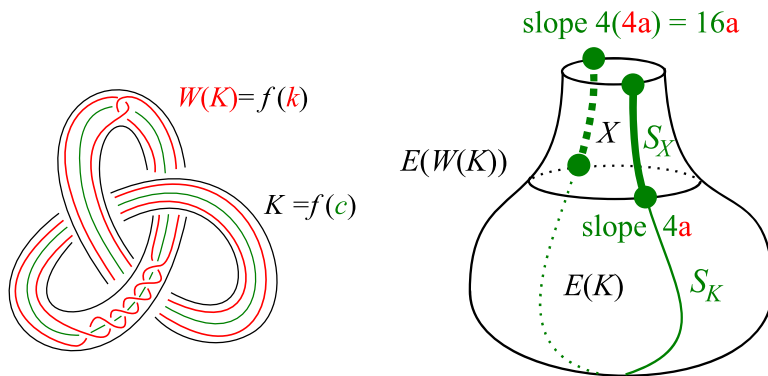 W(K)=f(k)
K=f(c)
slope 4(4a) = 16a
X
S_X
E(W(K))
slope 4a
E(K)
S_K